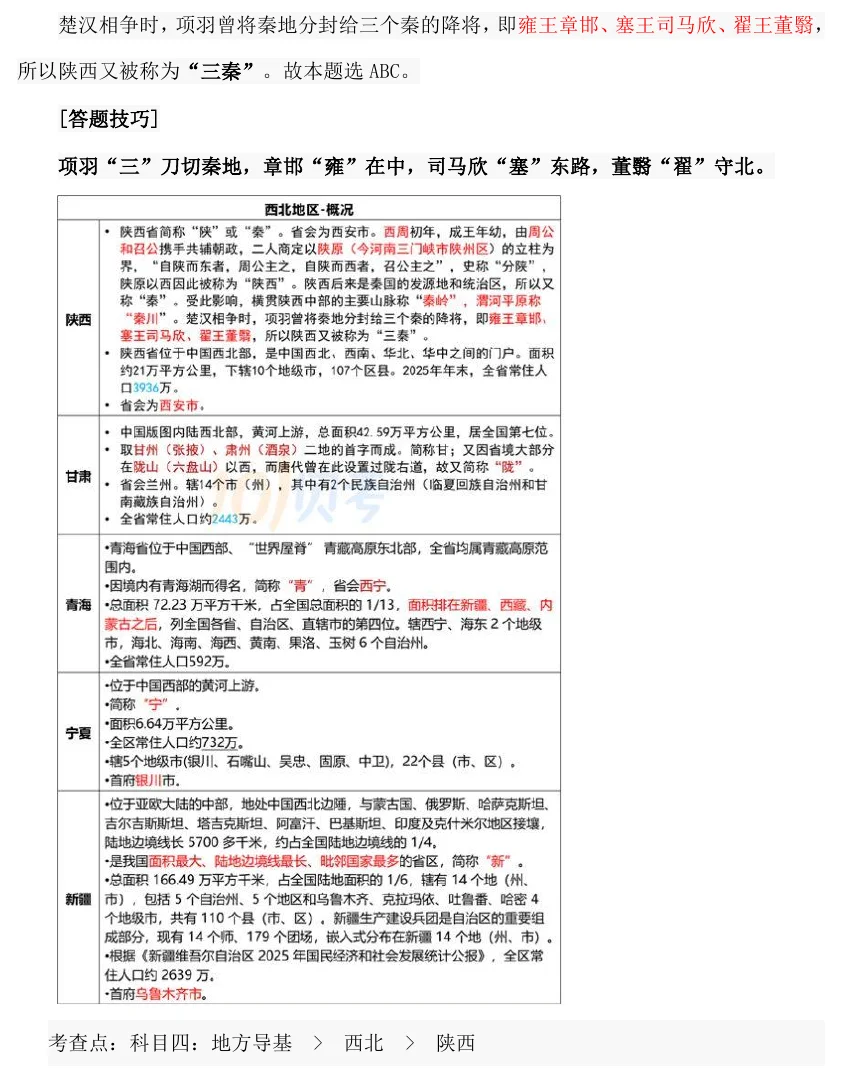 楚汉相争时，项羽曾将秦地分封给三个秦的降将，即雍王章邯、塞王司马欣、翟王董翳，
所以陕西又被称为“三秦”。故本题选 ABC。
[答题技巧]
项羽“三”刀切秦地，章邯“雍”在中，司马欣“塞”东路，董翳“翟”守北。
西北地区-概况
陕西
• 陕西省简称“陕”或“秦”。省会为西安市。西周初年，成王年幼，由周公
和召公携手共辅朝政，二人商定以陕原（今河南三门峡市陕州区）的立柱为
界，“自陕而东者，周公主之，自陕而西者，召公主之”，史称“分陕”，
陕原以西因此被称为“陕西”。陕西后来是秦国的发源地和统治区，所以又
称“秦”。受此影响，横贯陕西中部的主要山脉称“秦岭”，渭河平原称
“秦川”。楚汉相争时，项羽曾将秦地分封给三个秦的降将，即雍王章邯、
塞王司马欣、翟王董翳，所以陕西又被称为“三秦”。
• 陕西省位于中国西北部，是中国西北、西南、华北、华中之间的门户。面积
约21万平方公里，下辖10个地级市，107个区县。2025年年末，全省常住人
口3936万。
• 省会为西安市。
甘肃
• 中国版图内陆西北部，黄河上游，总面积42.59万平方公里，居全国第七位。
• 取甘州（张掖）、肃州（酒泉）二地的首字而成。简称甘；又因省境大部分
在陇山（六盘山）以西，而唐代曾在此设置过陇右道，故又简称“陇”。
• 省会兰州。辖14个市（州），其中有2个民族自治州（临夏回族自治州和甘
南藏族自治州）。
• 全省常住人口约2443万。
青海
•青海省位于中国西部、“世界屋脊” 青藏高原东北部，全省均属青藏高原范
围内。
•因境内有青海湖而得名，简称“青”，省会西宁。
•总面积 72.23 万平方千米，占全国总面积的 1/13，面积排在新疆、西藏、内
蒙古之后，列全国各省、自治区、直辖市的第四位。辖西宁、海东 2 个地级
市，海北、海南、海西、黄南、果洛、玉树 6 个自治州。
•全省常住人口592万。
宁夏
•位于中国西部的黄河上游。
•简称“宁”。
•面积6.64万平方公里。
•全区常住人口约732万。
•辖5个地级市(银川、石嘴山、吴忠、固原、中卫)，22个县（市、区）。
•首府银川市。
新疆
•位于亚欧大陆的中部，地处中国西北边陲，与蒙古国、俄罗斯、哈萨克斯坦、
吉尔吉斯斯坦、塔吉克斯坦、阿富汗、巴基斯坦、印度及克什米尔地区接壤，
陆地边境线长 5700 多千米，约占全国陆地边境线的 1/4。
•是我国面积最大、陆地边境线最长、毗邻国家最多的省区，简称“新”。
•总面积 166.49 万平方千米，占全国陆地面积的 1/6，辖有 14 个地（州、
市），包括 5 个自治州、5 个地区和乌鲁木齐、克拉玛依、吐鲁番、哈密 4
个地级市，共有 110 个县（市、区）。新疆生产建设兵团是自治区的重要组
成部分，现有 14 个师、179 个团场，嵌入式分布在新疆 14 个地（州、市）。
•根据《新疆维吾尔自治区 2025 年国民经济和社会发展统计公报》，全区常
住人口约 2639 万。
•首府乌鲁木齐市。
考查点：科目四：地方导基 > 西北 > 陕西